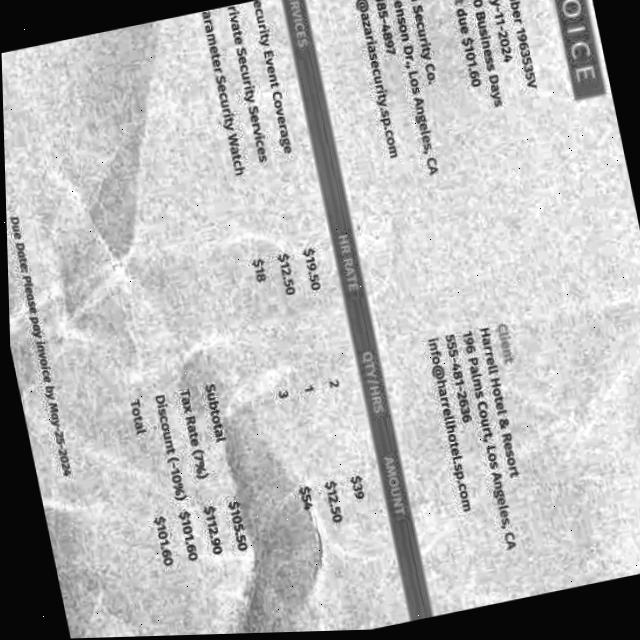 OICE
ber 1963535V
y-11-2024
0 Business Days
t due $101.60
Security Co.
enson Dr., Los Angeles, CA
85-4897
@azariasecurity.sp.com
Client
Harrell Hotel & Resort
196 Palms Court, Los Angeles, CA
555-481-2636
info@harrellhotel.sp.com
RVICES HR RATE QTY/HRS AMOUNT
ecurity Event Coverage $19.50 2 $39
rivate Security Services $12.50 1 $12.50
arameter Security Watch $18 3 $54
Subtotal $105.50
Tax Rate (7%) $112.90
Discount (-10%) $101.60
Total $101.60
Due Date: Please pay invoice by May-25-2024